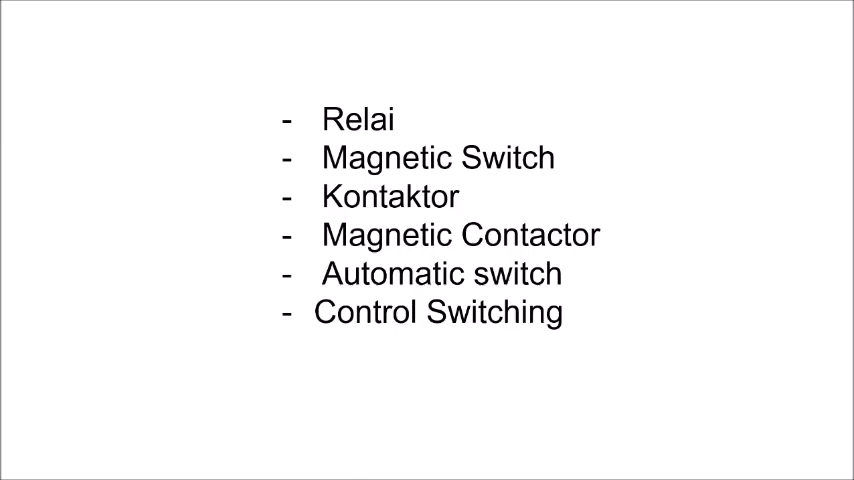 - Relai
- Magnetic Switch
- Kontaktor
- Magnetic Contactor
- Automatic switch
- Control Switching